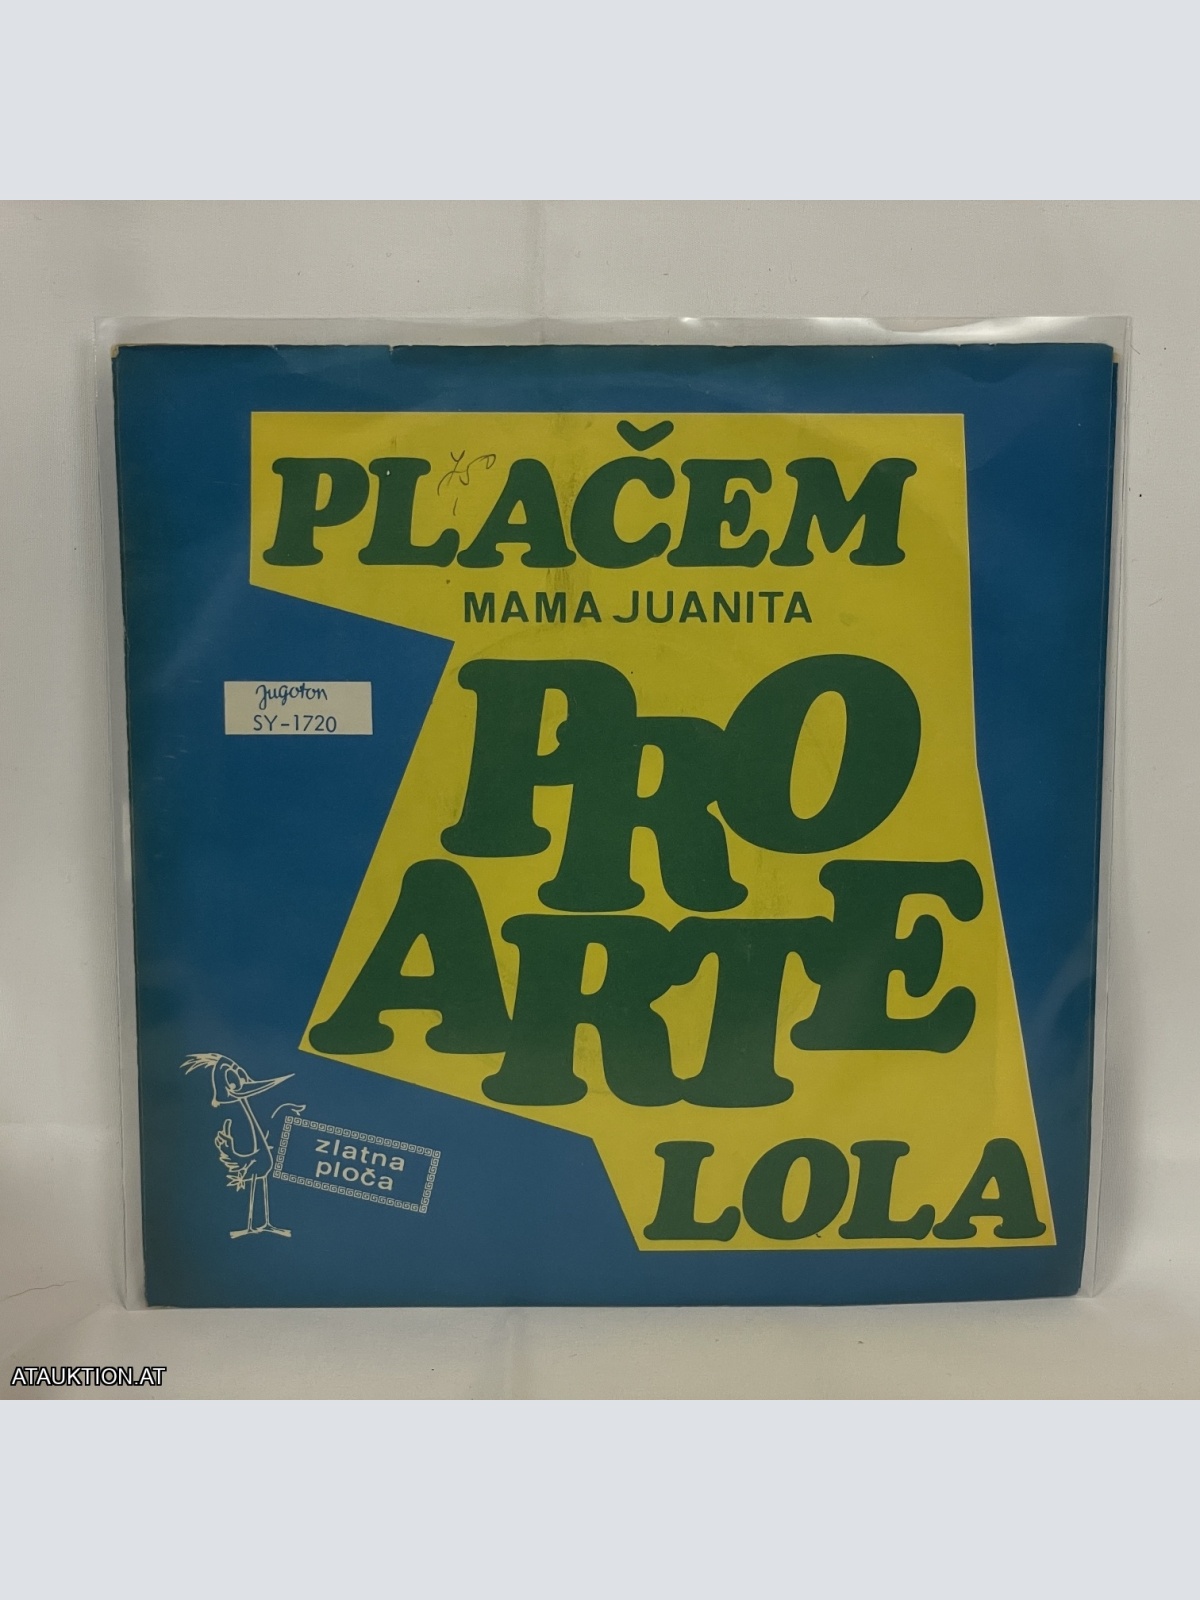 PLAČEM
MAMA JUANITA
Jugoton
SY-1720
PRO
ARTE
zlatna
ploča
LOLA
ATAUKTION.AT